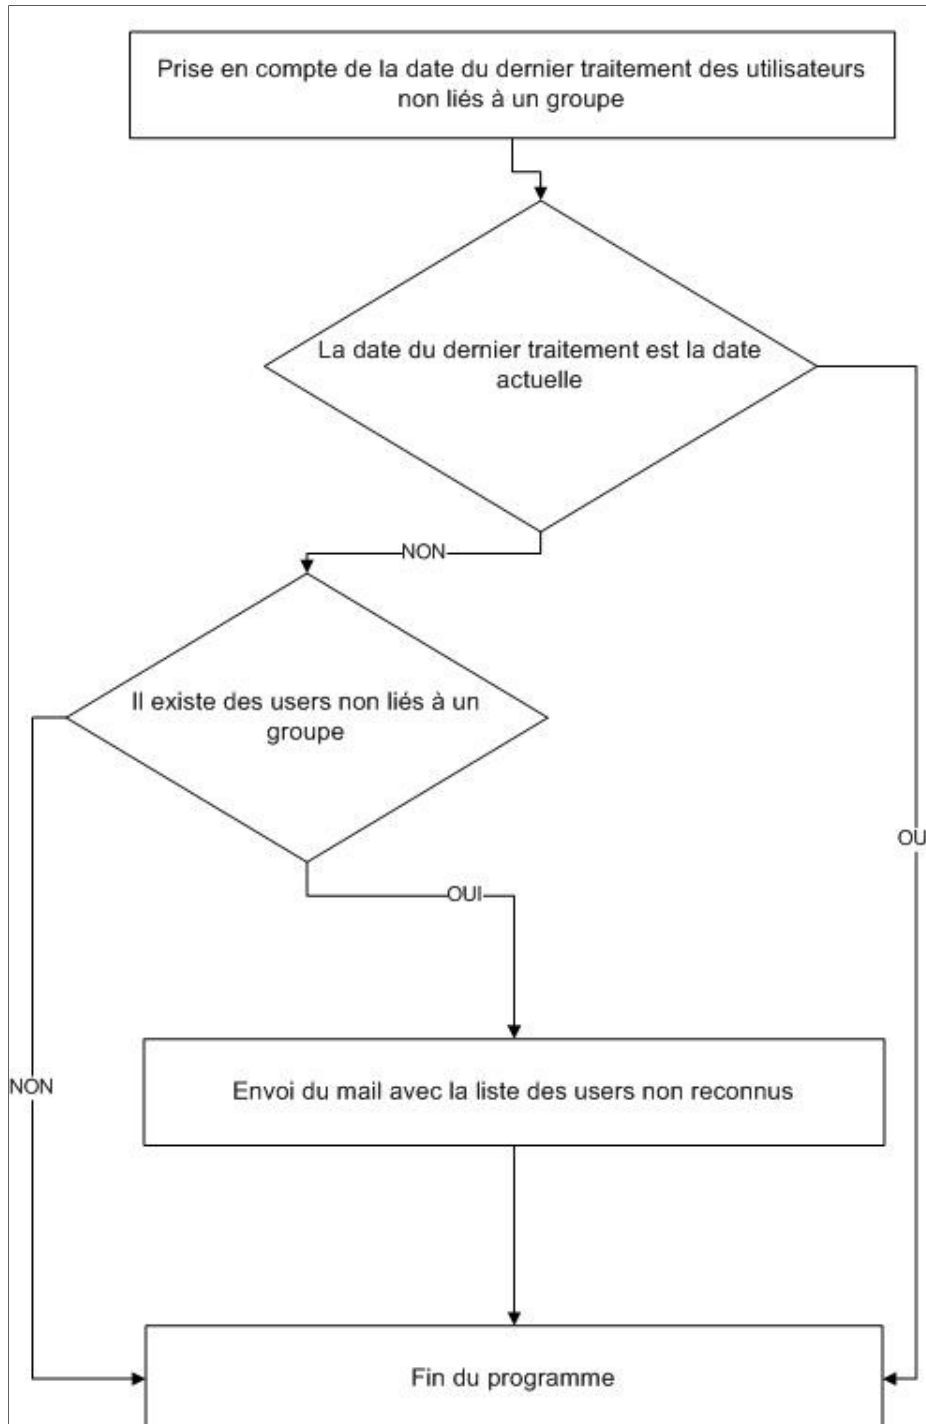 Prise en compte de la date du dernier traitement des utilisateurs
non liés à un groupe
La date du dernier traitement est la date
actuelle
NON
Il existe des users non liés à un
groupe
OU
OUI
NON
Envoi du mail avec la liste des users non reconnus
Fin du programme